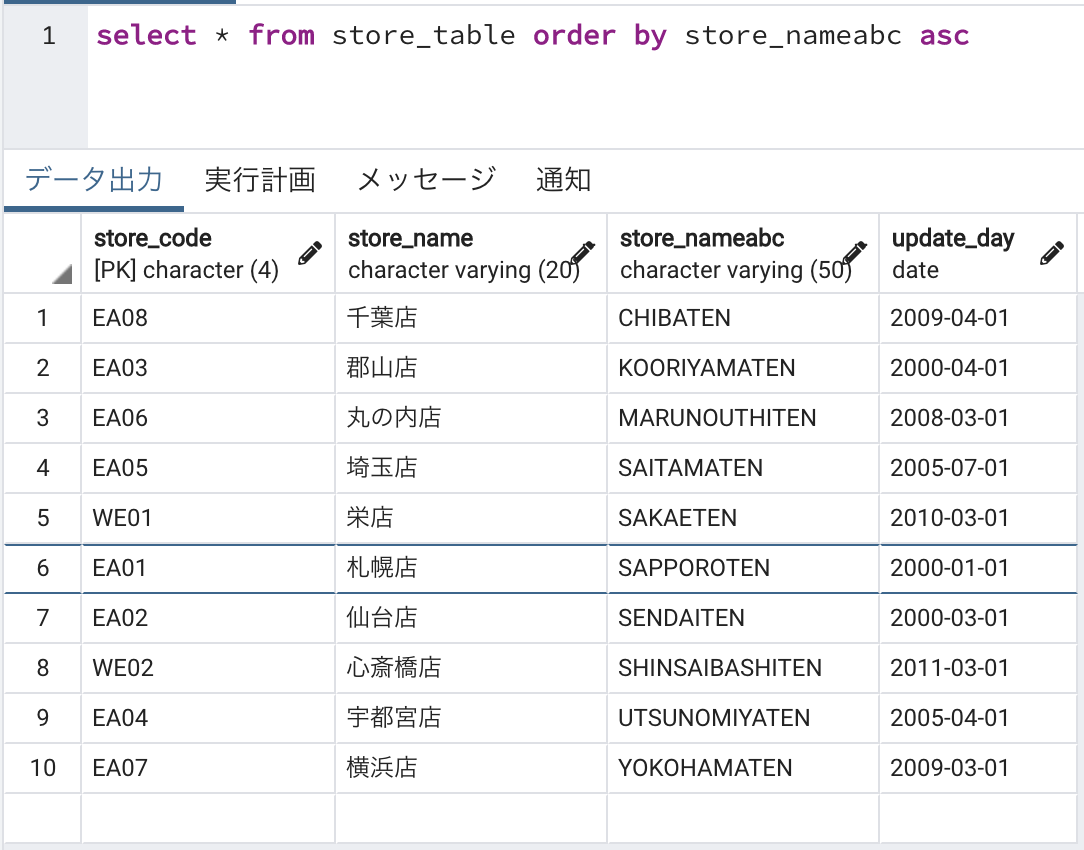 1 select * from store_table order by store_nameabc asc
データ出力 実行計画 メッセージ 通知
store_code store_name store_nameabc update_day
[PK] character (4) character varying (20) character varying (50) date
1 EA08 千葉店 CHIBATEN 2009-04-01
2 EA03 郡山店 KOORIYAMATEN 2000-04-01
3 EA06 丸の内店 MARUNOUTHITEN 2008-03-01
4 EA05 埼玉店 SAITAMATEN 2005-07-01
5 WE01 栄店 SAKAETEN 2010-03-01
6 EA01 札幌店 SAPPOROTEN 2000-01-01
7 EA02 仙台店 SENDAITEN 2000-03-01
8 WE02 心斎橋店 SHINSAIBASHITEN 2011-03-01
9 EA04 宇都宮店 UTSUNOMIYATEN 2005-04-01
10 EA07 横浜店 YOKOHAMATEN 2009-03-01